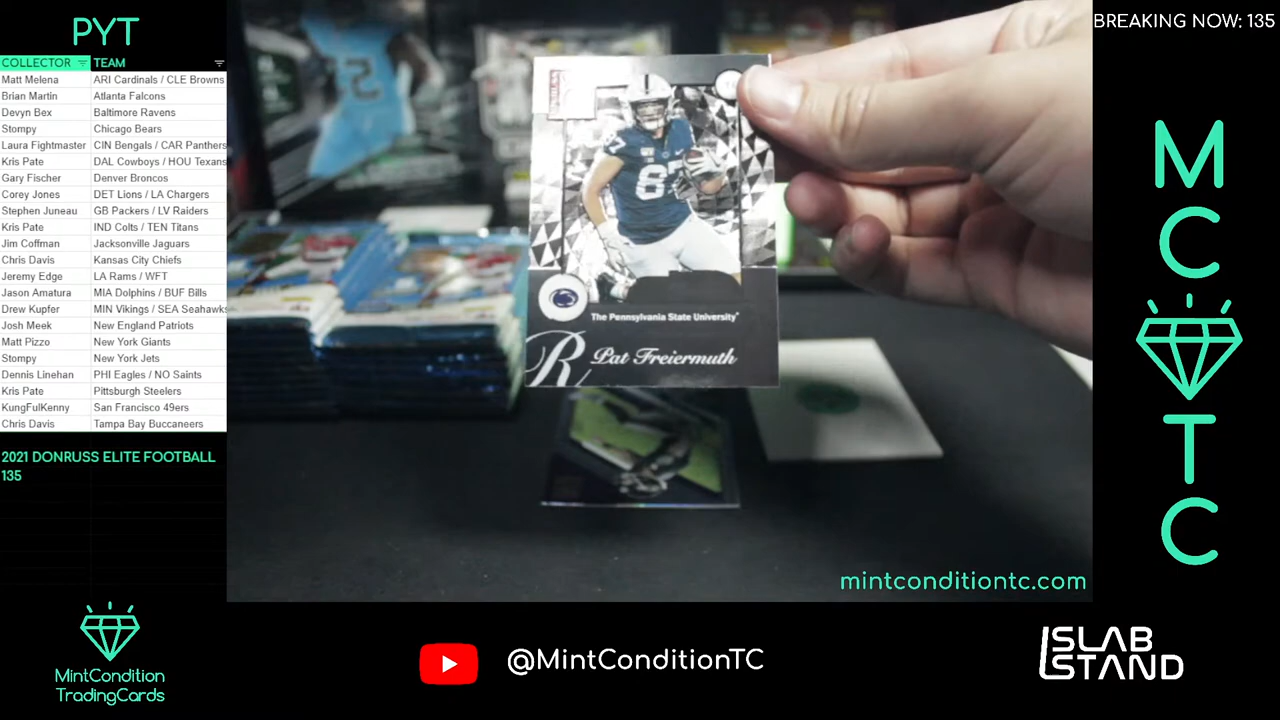 PYT
COLLECTOR TEAM
Matt Melena ARI Cardinals / CLE Browns
Brian Martin Atlanta Falcons
Devyn Bex Baltimore Ravens
Stompy Chicago Bears
Laura Fightmaster CIN Bengals / CAR Panthers
Kris Pate DAL Cowboys / HOU Texans
Gary Fischer Denver Broncos
Corey Jones DET Lions / LA Chargers
Stephen Juneau GB Packers / LV Raiders
Kris Pate IND Colts / TEN Titans
Jim Coffman Jacksonville Jaguars
Chris Davis Kansas City Chiefs
Jeremy Edge LA Rams / WFT
Jason Amatura MIA Dolphins / BUF Bills
Drew Kupfer MIN Vikings / SEA Seahawks
Josh Meek New England Patriots
Matt Pizzo New York Giants
Stompy New York Jets
Dennis Linehan PHI Eagles / NO Saints
Kris Pate Pittsburgh Steelers
KungFulKenny San Francisco 49ers
Chris Davis Tampa Bay Buccaneers
2021 DONRUSS ELITE FOOTBALL
135
MintCondition
TradingCards
87
The Pennsylvania State University
R Pat Freiermuth
mintconditiontc.com
@MintConditionTC
BREAKING NOW: 135
M
C
T
C
SLAB
STAND